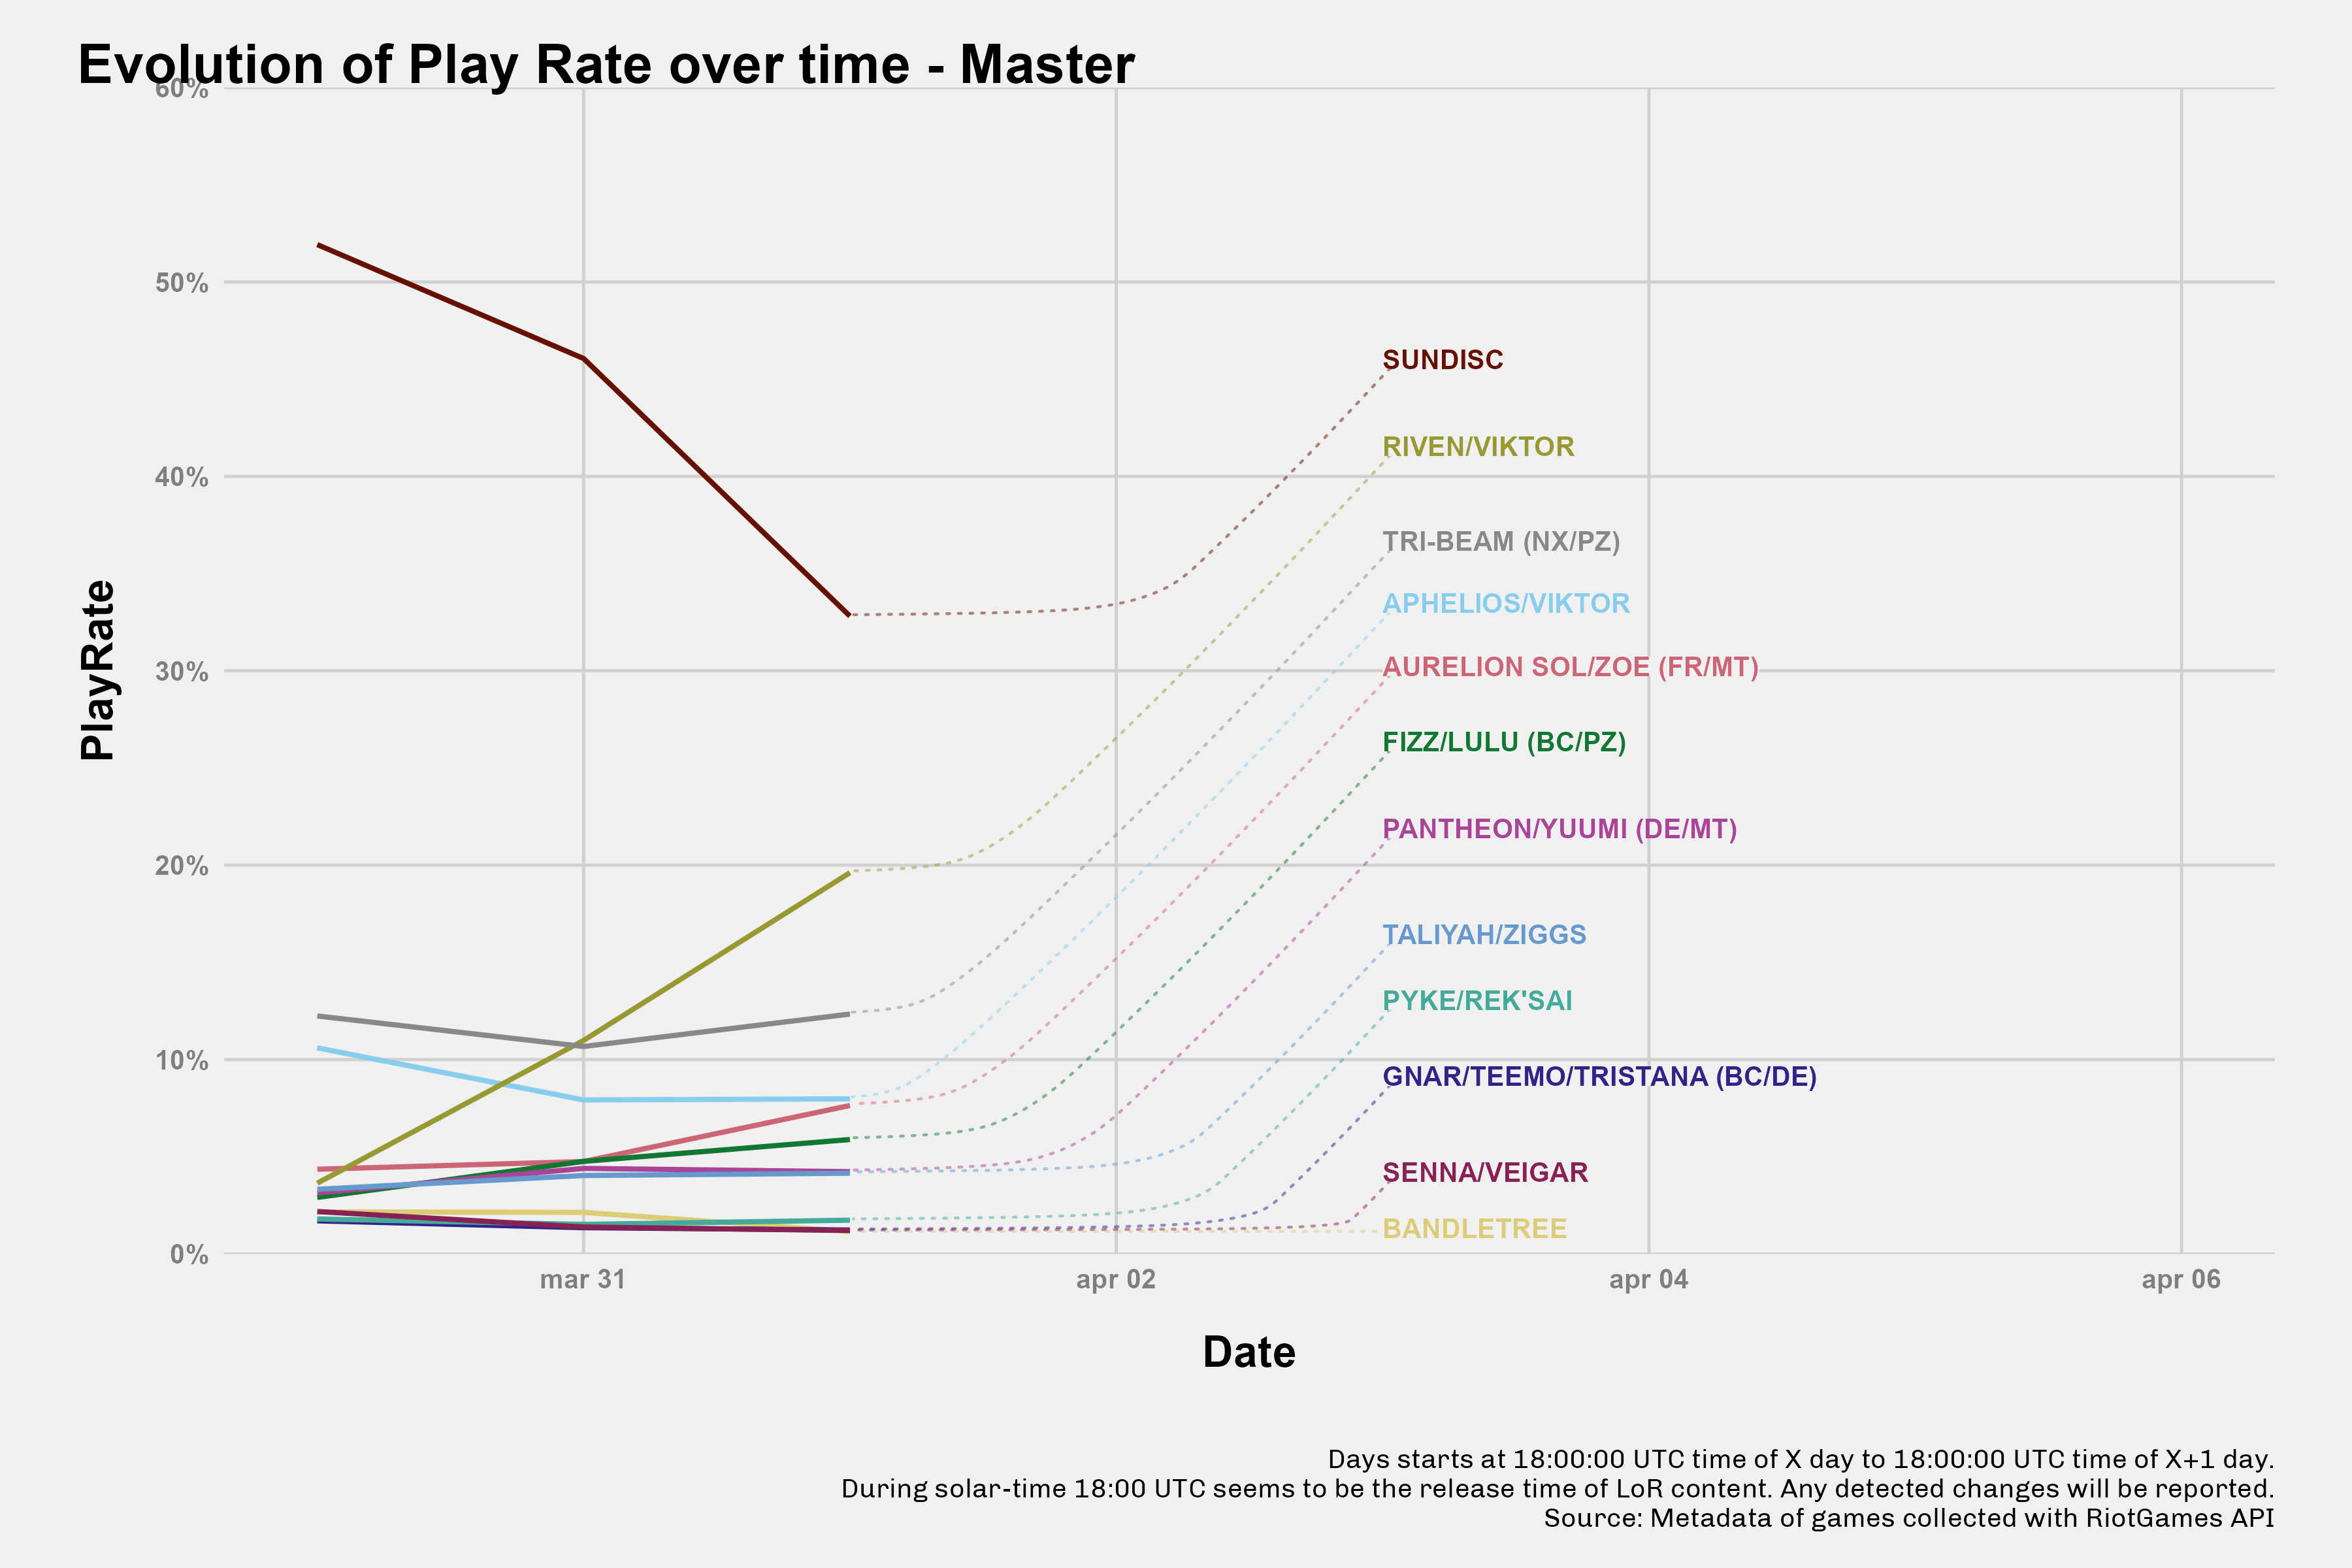 Evolution of Play Rate over time - Master
60%
50%
40%
30%
20%
10%
0%
PlayRate
SUNDISC
RIVEN/VIKTOR
TRI-BEAM (NX/PZ)
APHELIOS/VIKTOR
AURELION SOL/ZOE (FR/MT)
FIZZ/LULU (BC/PZ)
PANTHEON/YUUMI (DE/MT)
TALIYAH/ZIGGS
PYKE/REK'SAI
GNAR/TEEMO/TRISTANA (BC/DE)
SENNA/VEIGAR
BANDLETREE
mar 31
apr 02
apr 04
apr 06
Date
Days starts at 18:00:00 UTC time of X day to 18:00:00 UTC time of X+1 day.
During solar-time 18:00 UTC seems to be the release time of LoR content. Any detected changes will be reported.
Source: Metadata of games collected with RiotGames API